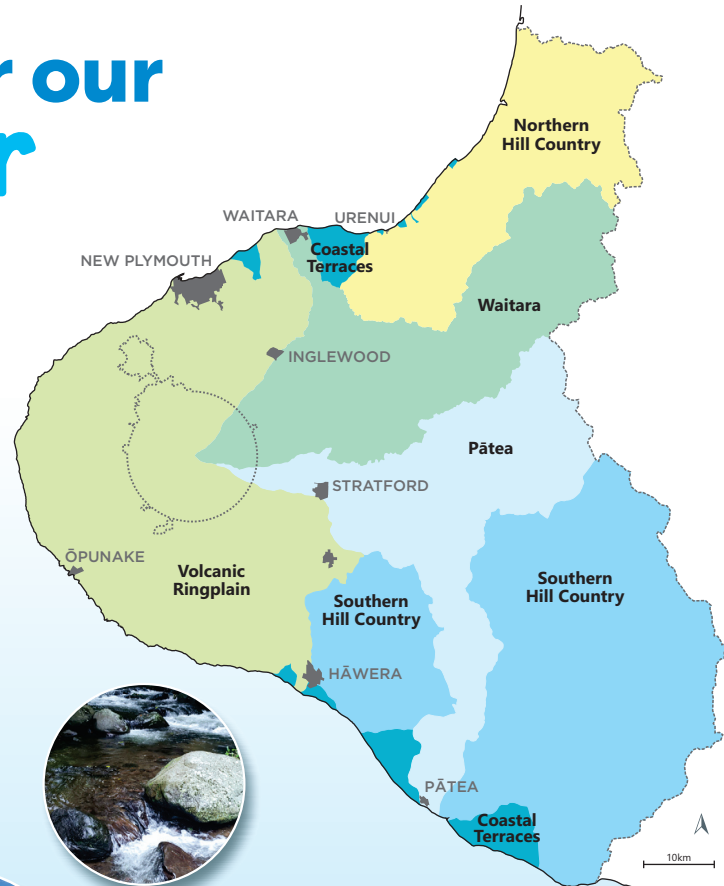 r our
r
Northern
Hill Country
WAITARA
URENUI
Coastal
Terraces
NEW PLYMOUTH
Waitara
INGLEWOOD
Pātea
STRATFORD
ŌPUNAKE
Volcanic
Ringplain
Southern
Hill Country
Southern
Hill Country
HĀWERA
PĀTEA
Coastal
Terraces
10km